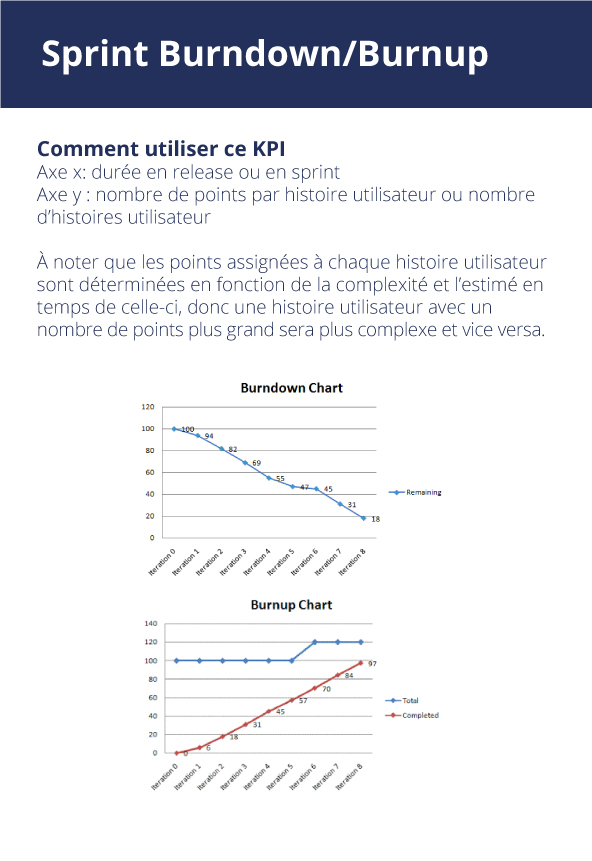 Sprint Burndown/Burnup
Comment utiliser ce KPI
Axe x: durée en release ou en sprint
Axe y : nombre de points par histoire utilisateur ou nombre
d’histoires utilisateur
À noter que les points assignées à chaque histoire utilisateur
sont déterminées en fonction de la complexité et l’estimé en
temps de celle-ci, donc une histoire utilisateur avec un
nombre de points plus grand sera plus complexe et vice versa.
Burndown Chart
120
100
80
60
40
20
0
100
94
82
69
55
47
45
31
18
Remaining
Iteration 0
Iteration 1
Iteration 2
Iteration 3
Iteration 4
Iteration 5
Iteration 6
Iteration 7
Iteration 8
Burnup Chart
140
120
100
80
60
40
20
0
0
6
18
31
45
57
70
84
97
Total
Completed
Iteration 0
Iteration 1
Iteration 2
Iteration 3
Iteration 4
Iteration 5
Iteration 6
Iteration 7
Iteration 8